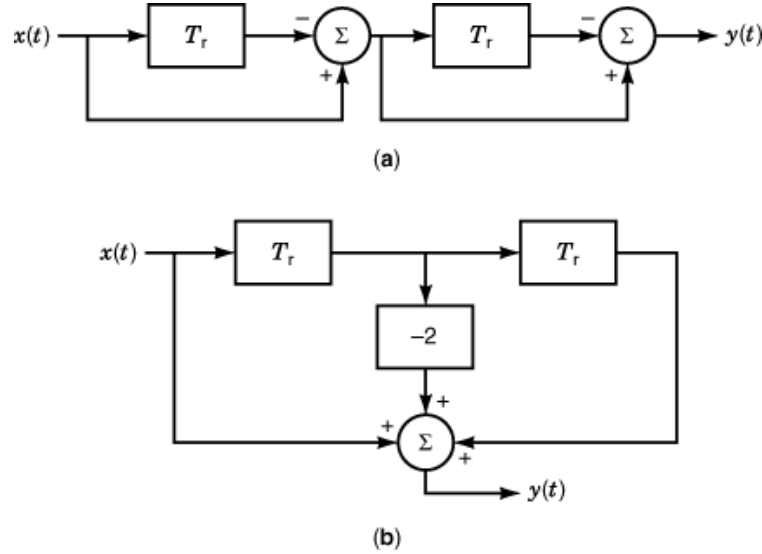 x(t) T_r − Σ T_r − Σ y(t)
+ +
(a)
x(t) T_r T_r
−2
+
+ Σ +
y(t)
(b)